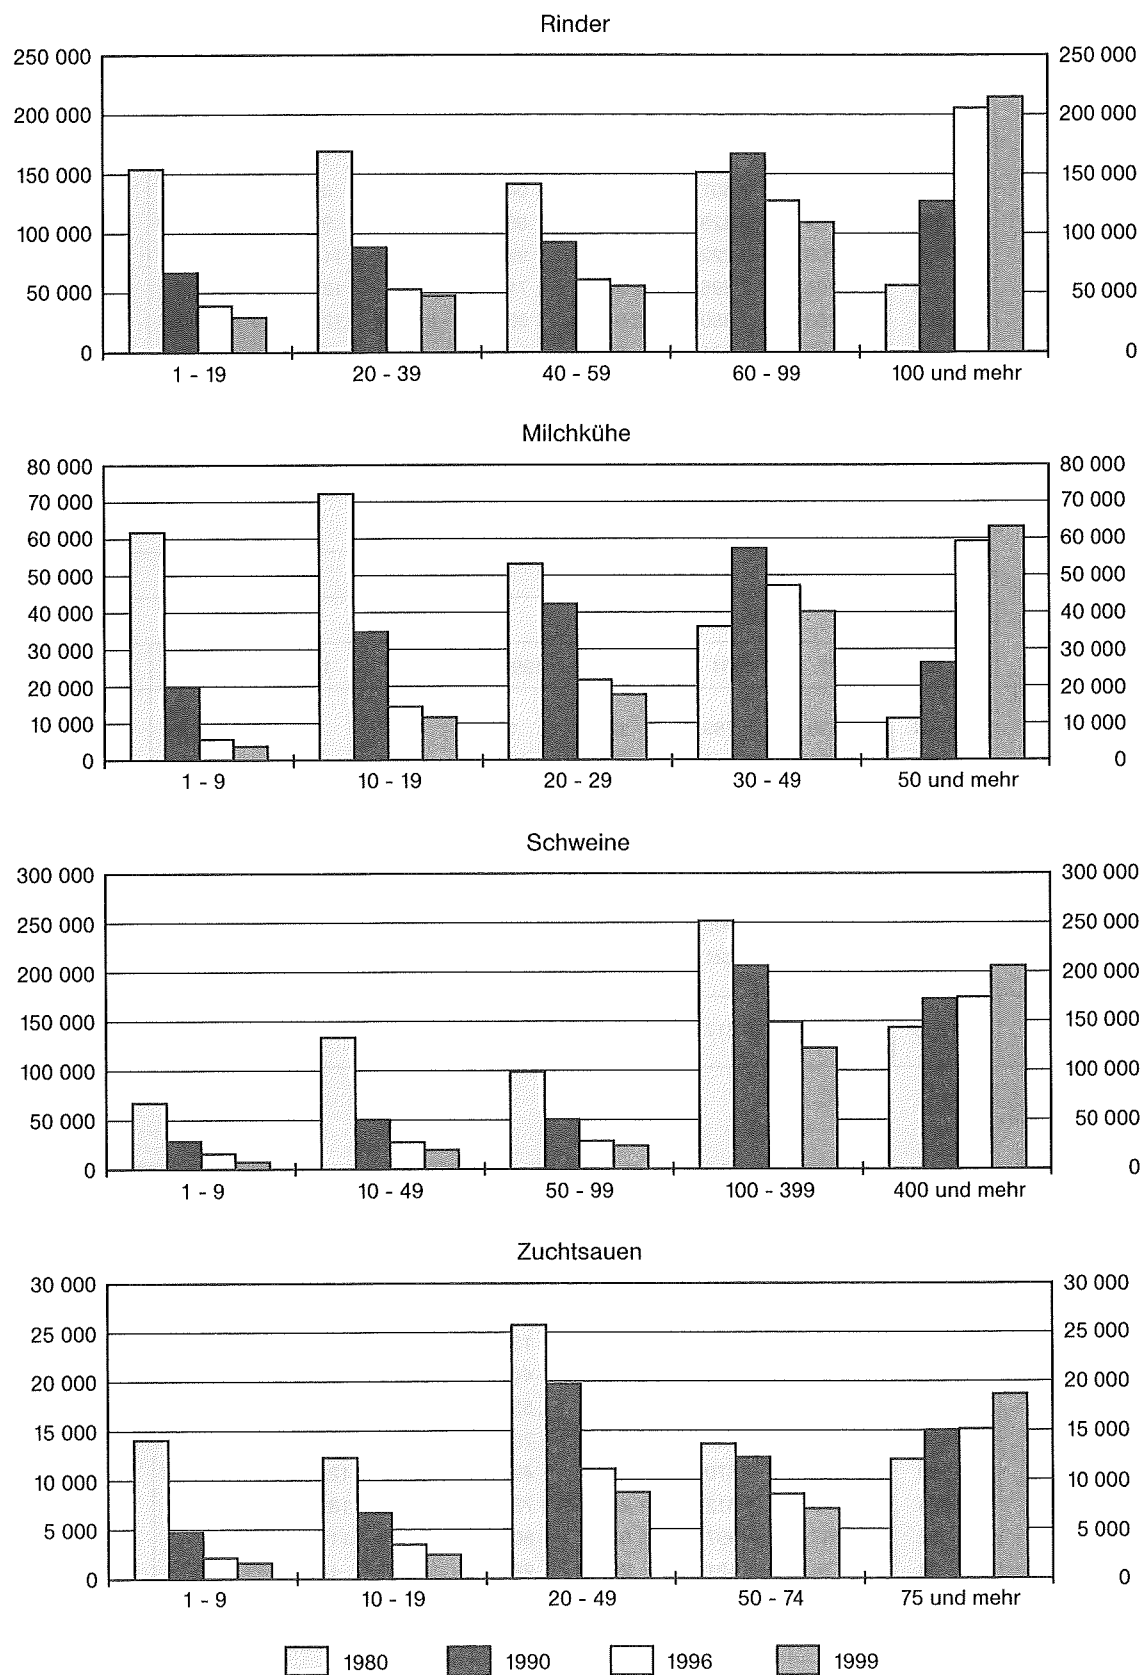 Rinder
250 000 250 000
200 000 200 000
150 000 150 000
100 000 100 000
50 000 50 000
0 0
1 - 19 20 - 39 40 - 59 60 - 99 100 und mehr
Milchkühe
80 000 80 000
70 000 70 000
60 000 60 000
50 000 50 000
40 000 40 000
30 000 30 000
20 000 20 000
10 000 10 000
0 0
1 - 9 10 - 19 20 - 29 30 - 49 50 und mehr
Schweine
300 000 300 000
250 000 250 000
200 000 200 000
150 000 150 000
100 000 100 000
50 000 50 000
0 0
1 - 9 10 - 49 50 - 99 100 - 399 400 und mehr
Zuchtsauen
30 000 30 000
25 000 25 000
20 000 20 000
15 000 15 000
10 000 10 000
5 000 5 000
0 0
1 - 9 10 - 19 20 - 49 50 - 74 75 und mehr
1980 1990 1996 1999